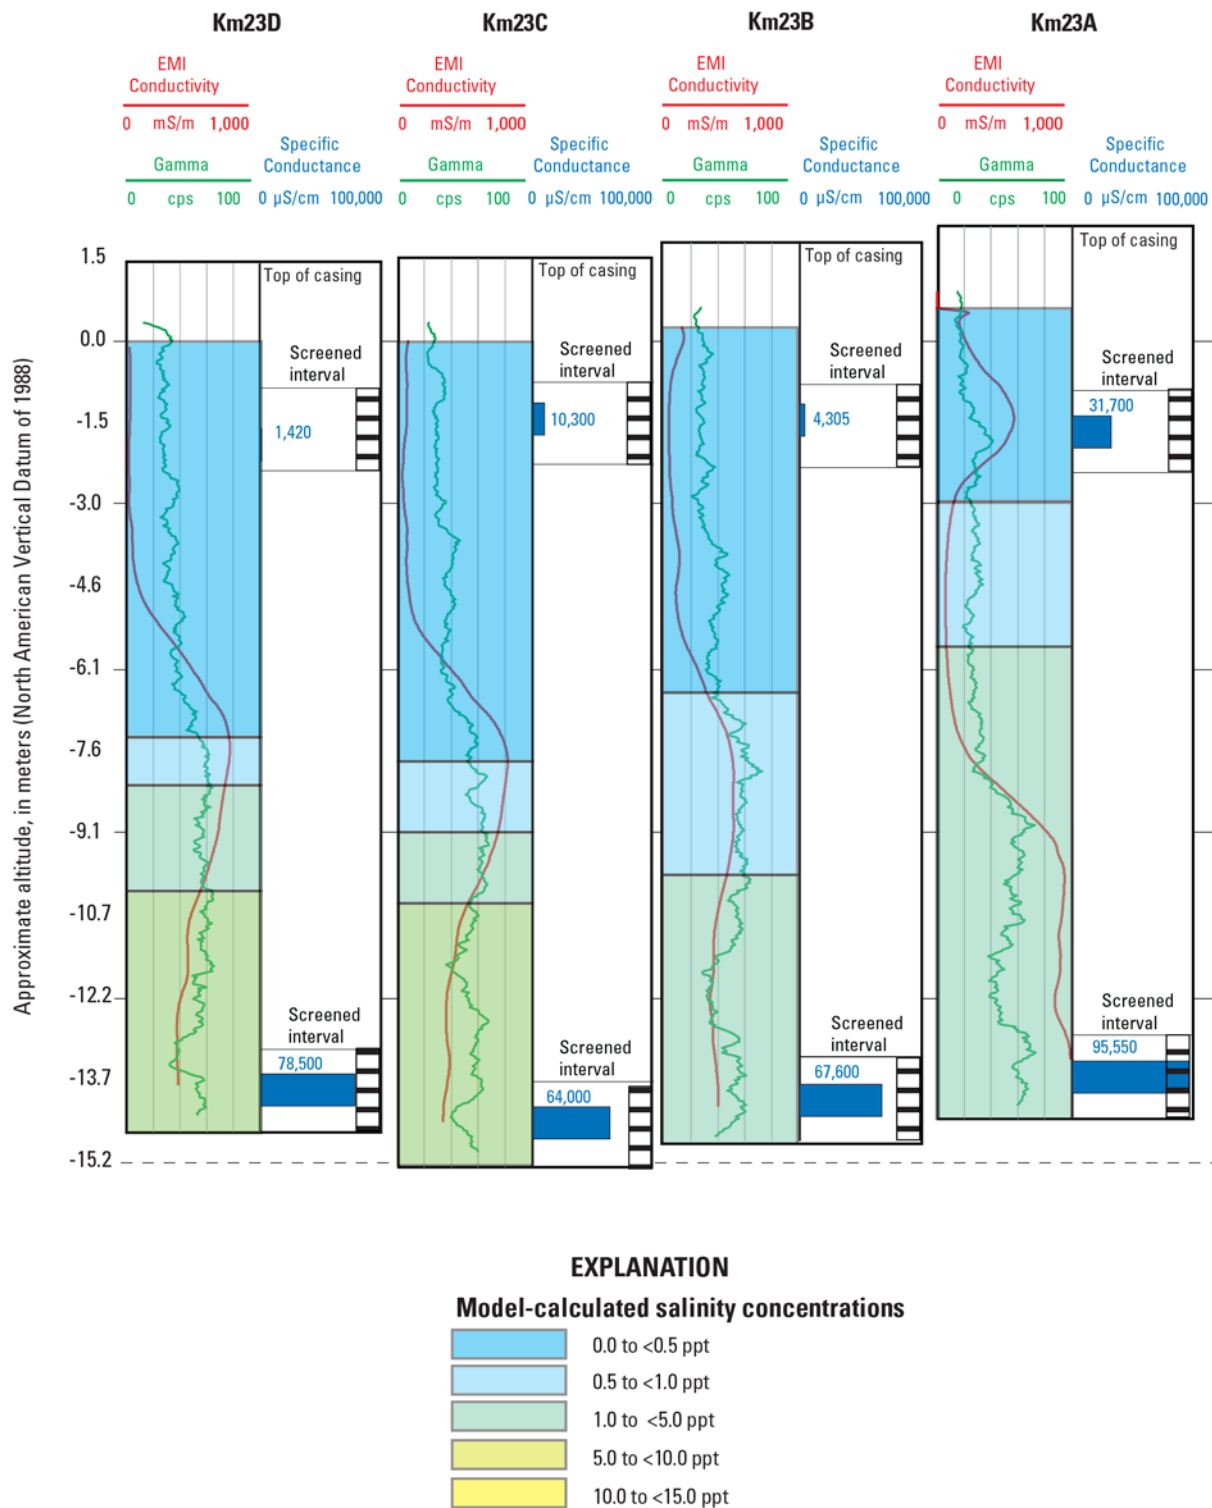 Km23D Km23C Km23B Km23A
EMI Conductivity EMI Conductivity EMI Conductivity EMI Conductivity
0 mS/m 1,000 0 mS/m 1,000 0 mS/m 1,000 0 mS/m 1,000
Gamma Specific Conductance Gamma Specific Conductance Gamma Specific Conductance Gamma Specific Conductance
0 cps 100 0 µS/cm 100,000 0 cps 100 0 µS/cm 100,000 0 cps 100 0 µS/cm 100,000 0 cps 100 0 µS/cm 100,000
Approximate altitude, in meters (North American Vertical Datum of 1988)
1.5
0.0
-1.5
-3.0
-4.6
-6.1
-7.6
-9.1
-10.7
-12.2
-13.7
-15.2
Top of casing
Screened
interval
1,420
Screened
interval
78,500
Top of casing
Screened
interval
10,300
Screened
interval
64,000
Top of casing
Screened
interval
4,305
Screened
interval
67,600
Top of casing
Screened
interval
31,700
Screened
interval
95,550
EXPLANATION
Model-calculated salinity concentrations
0.0 to <0.5 ppt
0.5 to <1.0 ppt
1.0 to <5.0 ppt
5.0 to <10.0 ppt
10.0 to <15.0 ppt